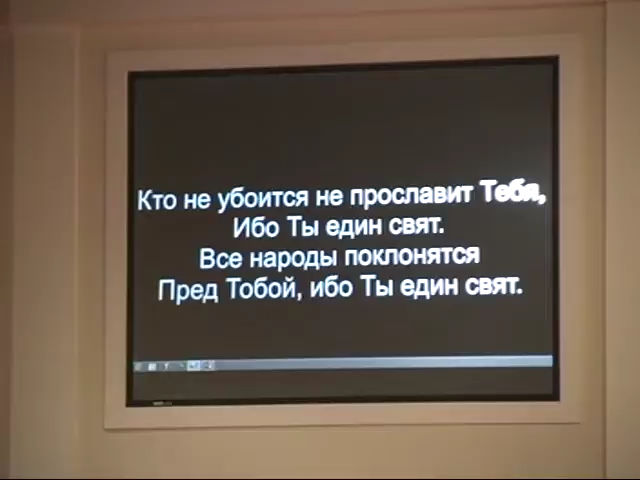 Кто не убоится не прославит Тебя,
Ибо Ты един свят.
Все народы поклонятся
Пред Тобой, ибо Ты един свят.